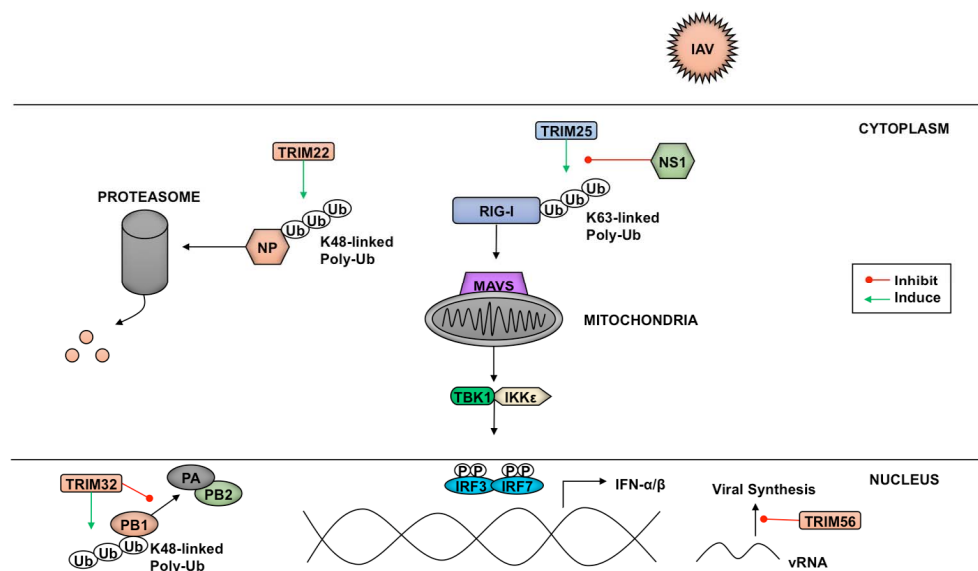 IAV
CYTOPLASM
TRIM25
TRIM22
NS1
PROTEASOME
Ub
Ub
Ub
Ub
Ub
Ub
RIG-I
K63-linked
Poly-Ub
NP
K48-linked
Poly-Ub
MAVS
Inhibit
Induce
MITOCHONDRIA
TBK1
IKKε
NUCLEUS
TRIM32
PA
PB2
P P
P P
IRF3
IRF7
IFN-α/β
Viral Synthesis
TRIM56
PB1
Ub
Ub
Ub
K48-linked
Poly-Ub
vRNA